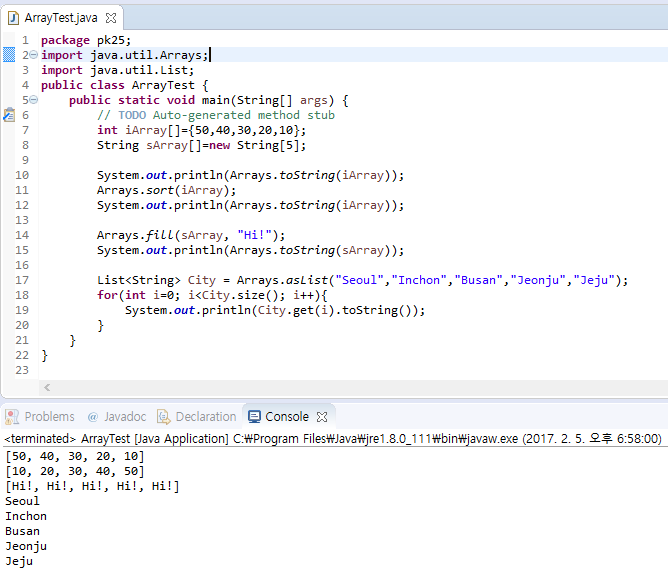 ArrayTest.java
1 package pk25;
2 import java.util.Arrays;
3 import java.util.List;
4 public class ArrayTest {
5 public static void main(String[] args) {
6 // TODO Auto-generated method stub
7 int iArray[]={50,40,30,20,10};
8 String sArray[]=new String[5];
9
10 System.out.println(Arrays.toString(iArray));
11 Arrays.sort(iArray);
12 System.out.println(Arrays.toString(iArray));
13
14 Arrays.fill(sArray, "Hi!");
15 System.out.println(Arrays.toString(sArray));
16
17 List<String> City = Arrays.asList("Seoul","Inchon","Busan","Jeonju","Jeju");
18 for(int i=0; i<City.size(); i++){
19 System.out.println(City.get(i).toString());
20 }
21 }
22 }
23
Problems @ Javadoc Declaration Console
<terminated> ArrayTest [Java Application] C:₩Program Files₩Java₩jre1.8.0_111₩bin₩javaw.exe (2017. 2. 5. 오후 6:58:00)
[50, 40, 30, 20, 10]
[10, 20, 30, 40, 50]
[Hi!, Hi!, Hi!, Hi!, Hi!]
Seoul
Inchon
Busan
Jeonju
Jeju